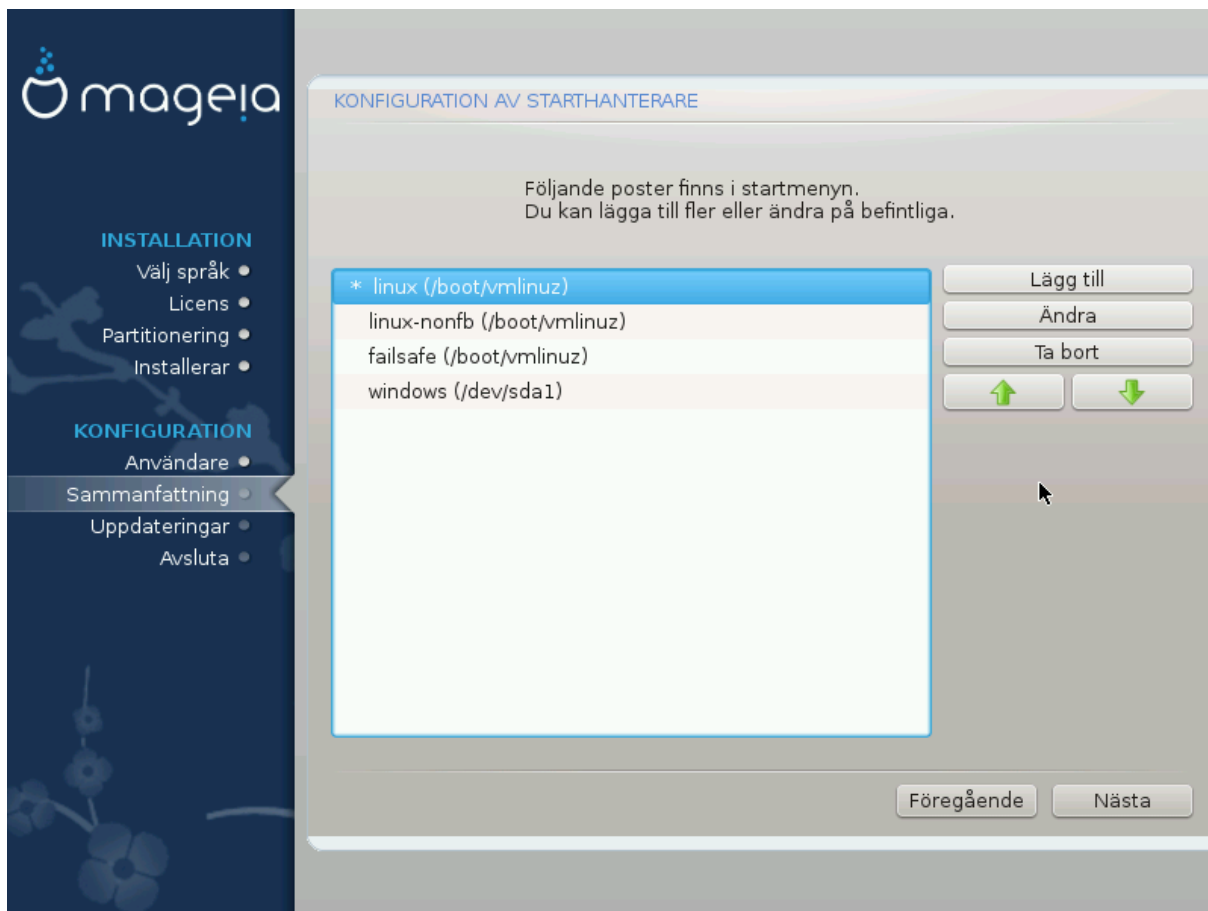 mageia
INSTALLATION
Välj språk
Licens
Partitionering
Installerar
KONFIGURATION
Användare
Sammanfattning
Uppdateringar
Avsluta
KONFIGURATION AV STARTHANTERARE
Följande poster finns i startmenyn.
Du kan lägga till fler eller ändra på befintliga.
* linux (/boot/vmlinuz)
linux-nonfb (/boot/vmlinuz)
failsafe (/boot/vmlinuz)
windows (/dev/sda1)
Lägg till
Ändra
Ta bort
Föregående
Nästa